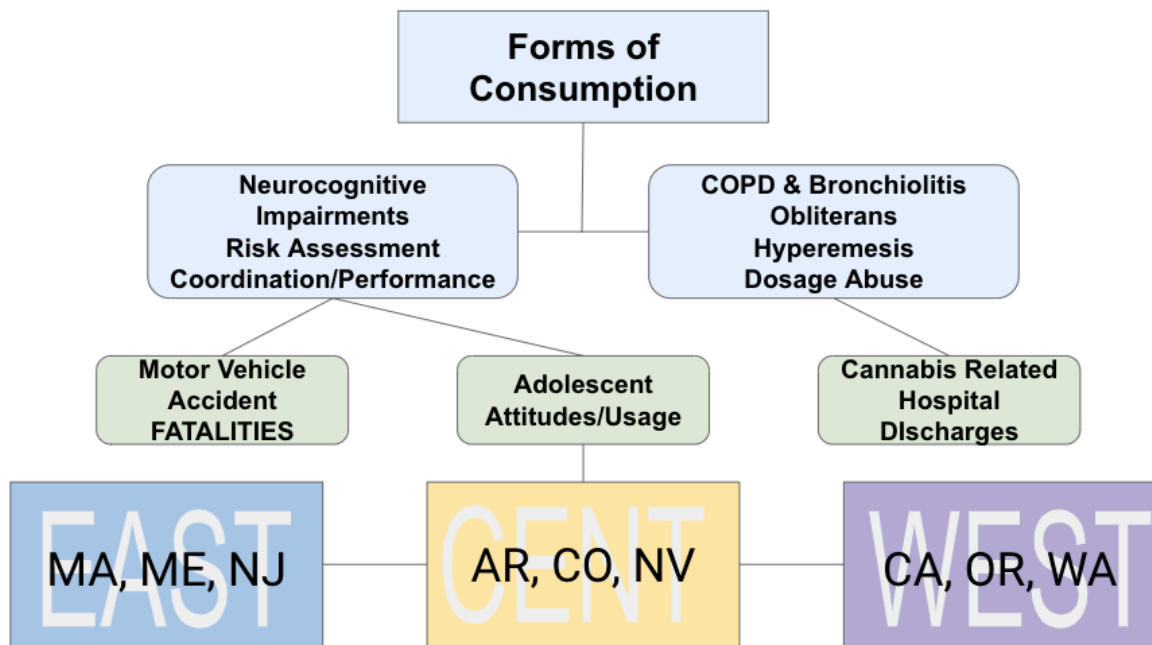 Forms of
Consumption
Neurocognitive
Impairments
Risk Assessment
Coordination/Performance
COPD & Bronchiolitis
Obliterans
Hyperemesis
Dosage Abuse
Motor Vehicle
Accident
FATALITIES
Adolescent
Attitudes/Usage
Cannabis Related
Hospital
DIscharges
EAST
MA, ME, NJ
CENT
AR, CO, NV
WEST
CA, OR, WA